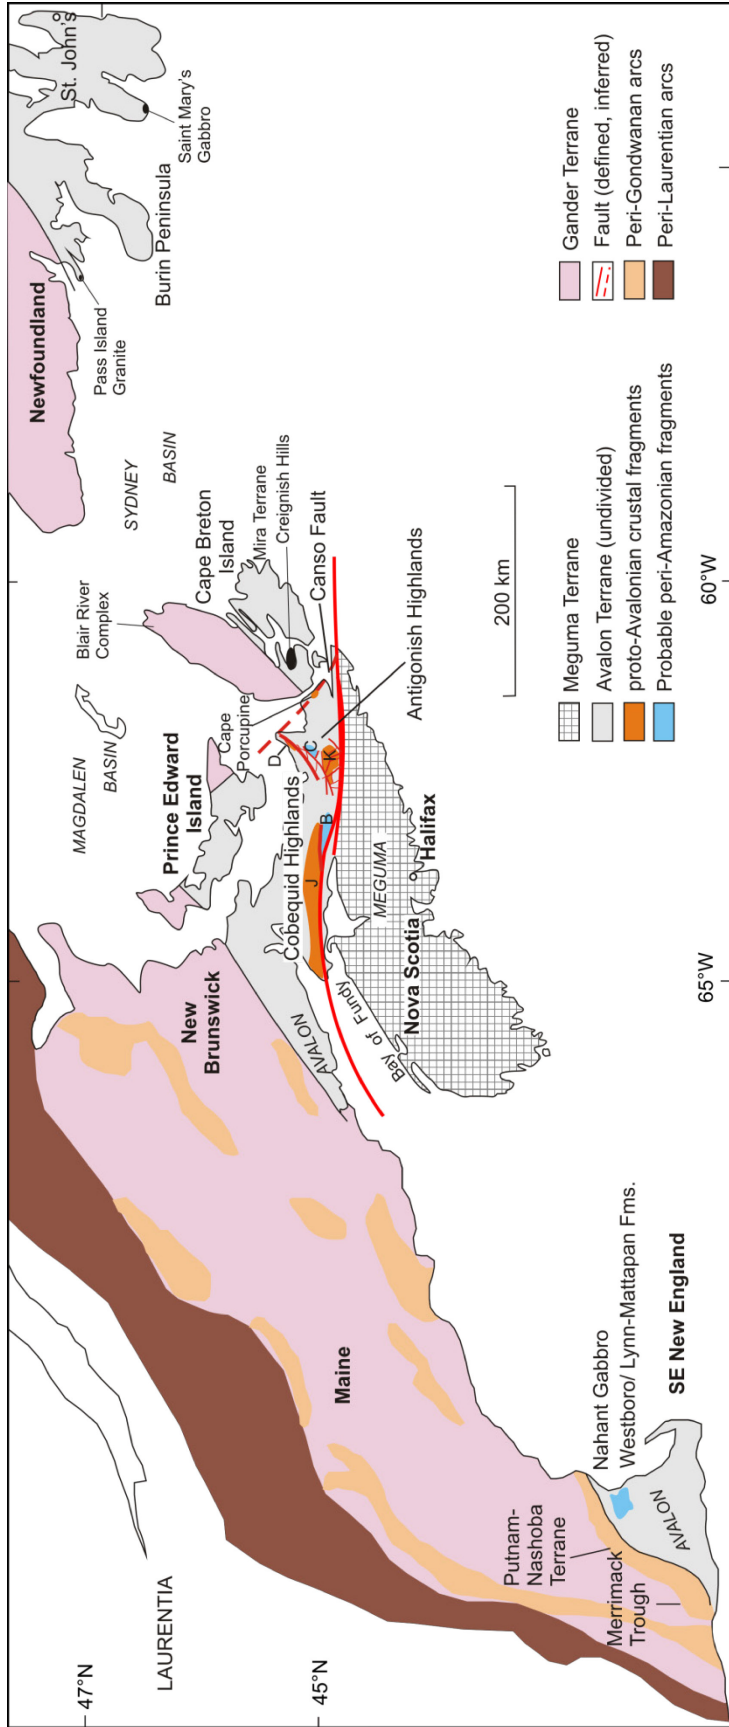 47°N
45°N
65°W
60°W
LAURENTIA
Maine
New
Brunswick
AVALON
Putnam-
Nashoba
Terrane
Merrimack
Trough
Nahant Gabbro
Westboro/ Lynn-Mattapan Fms.
SE New England
AVALON
MAGDALEN
BASIN
Prince Edward
Island
Cape
Porcupine
Blair River
Complex
SYDNEY
BASIN
Cape Breton
Island
Mira Terrane
Creignish Hills
Canso Fault
Antigonish Highlands
Cobequid Highlands
J
B
D
C
K
MEGUMA
Halifax
Nova Scotia
Bay of Fundy
Newfoundland
Pass Island
Granite
Burin Peninsula
St. John's
Saint Mary's
Gabbro
200 km
Meguma Terrane
Avalon Terrane (undivided)
proto-Avalonian crustal fragments
Probable peri-Amazonian fragments
Gander Terrane
Fault (defined, inferred)
Peri-Gondwanan arcs
Peri-Laurentian arcs